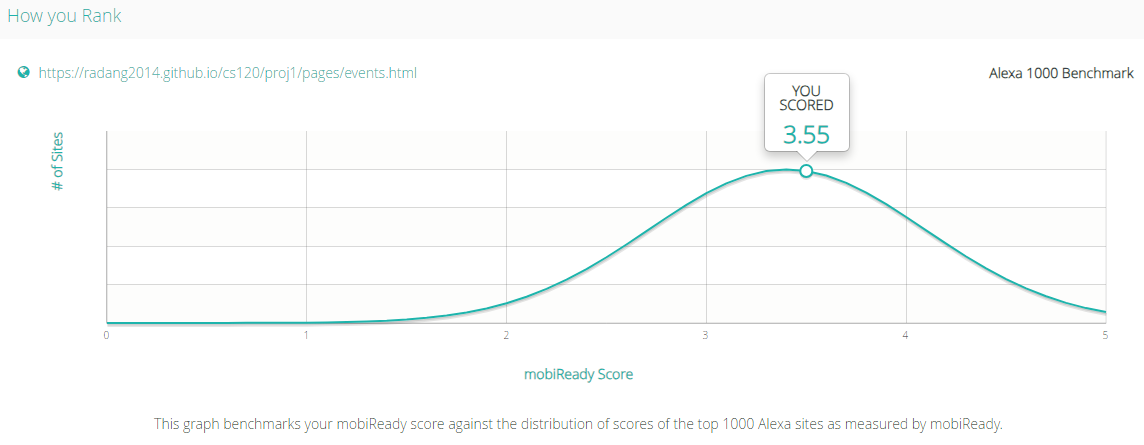 How you Rank
https://radang2014.github.io/cs120/proj1/pages/events.html
Alexa 1000 Benchmark
YOU
SCORED
3.55
# of Sites
0 1 2 3 4 5
mobiReady Score
This graph benchmarks your mobiReady score against the distribution of scores of the top 1000 Alexa sites as measured by mobiReady.